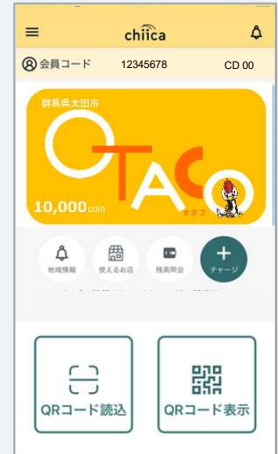 chiica
会員コード 12345678 CD 00
群馬県太田市
OTACO
オタコ
10,000coin
地域情報 使えるお店 残高照会 チャージ
QRコード読込 QRコード表示